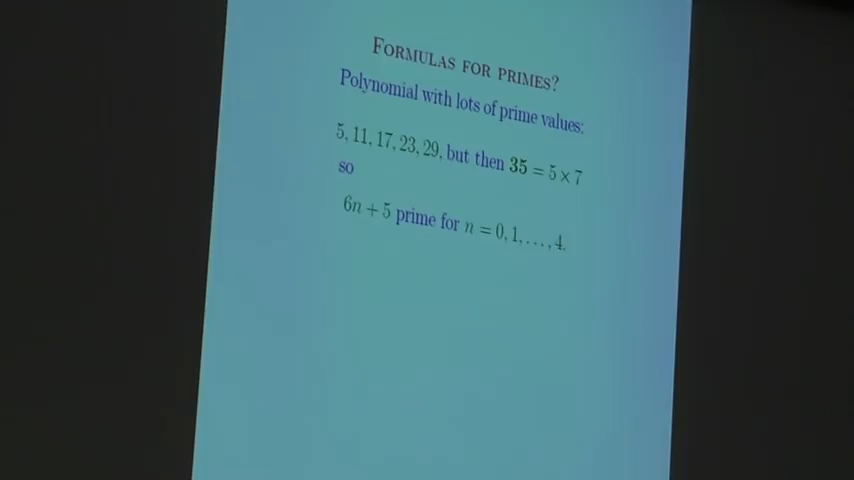 FORMULAS FOR PRIMES?
Polynomial with lots of prime values:
5, 11, 17, 23, 29, but then 35 = 5 × 7
so
6n + 5 prime for n = 0, 1, . . . , 4.